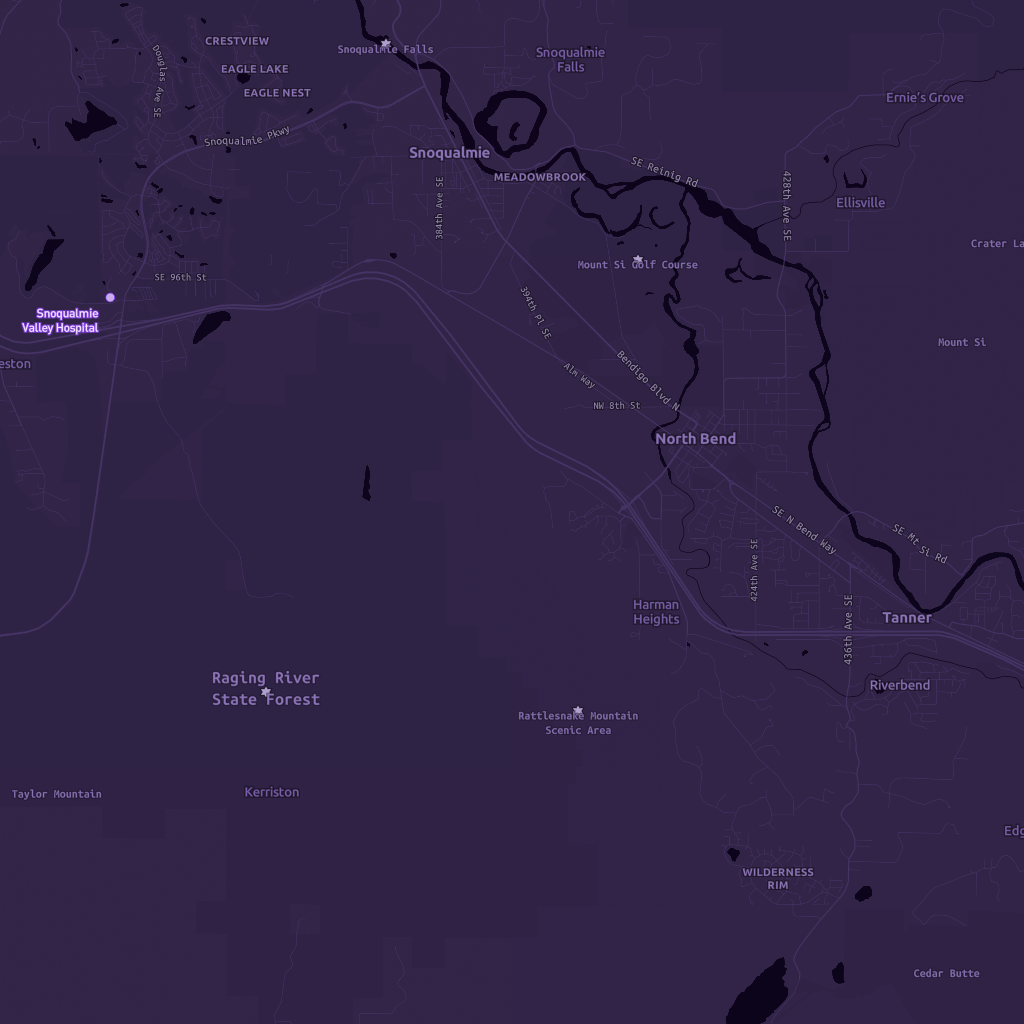 CRESTVIEW
Snoqualmie Falls
Snoqualmie
Falls
EAGLE LAKE
EAGLE NEST
Douglas Ave SE
Ernie's Grove
Snoqualmie Pkwy
Snoqualmie
MEADOWBROOK
SE Reinig Rd
384th Ave SE
428th Ave SE
Ellisville
Crater La
Mount Si Golf Course
SE 96th St
Snoqualmie
Valley Hospital
394th Pl SE
Mount Si
eston
Alm Way
Bendigo Blvd N
NW 8th St
North Bend
SE N Bend Way
SE Mt Si Rd
424th Ave SE
436th Ave SE
Harman
Heights
Tanner
Raging River
State Forest
Riverbend
Rattlesnake Mountain
Scenic Area
Taylor Mountain
Kerriston
Edg
WILDERNESS
RIM
Cedar Butte